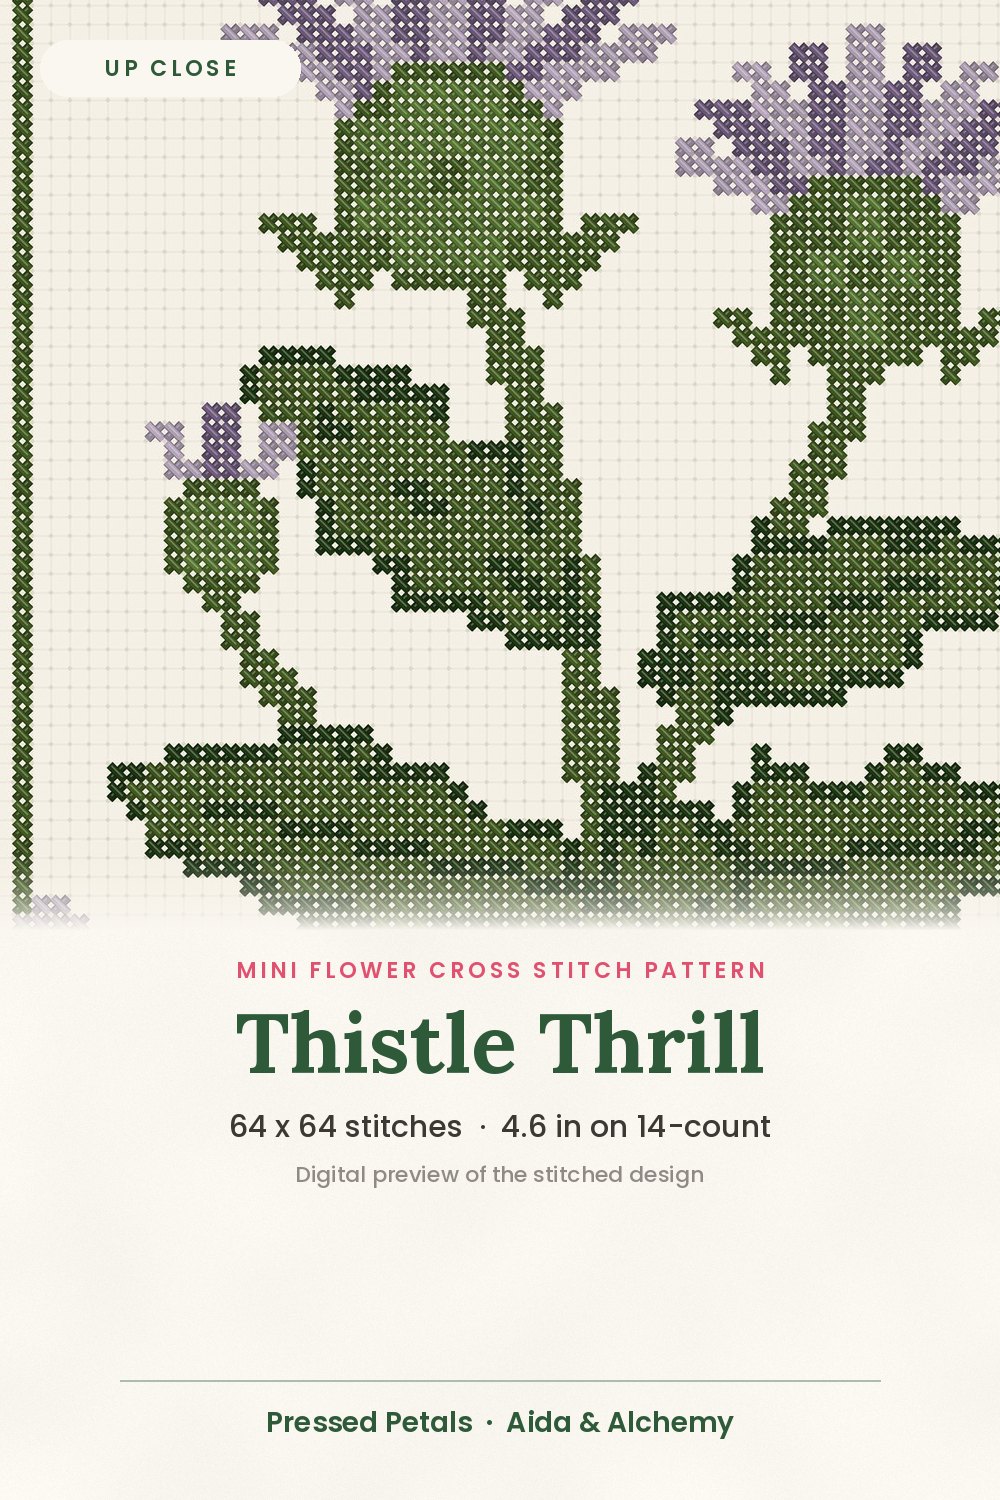 UP CLOSE
MINI FLOWER CROSS STITCH PATTERN
Thistle Thrill
64 x 64 stitches · 4.6 in on 14-count
Digital preview of the stitched design
Pressed Petals · Aida & Alchemy